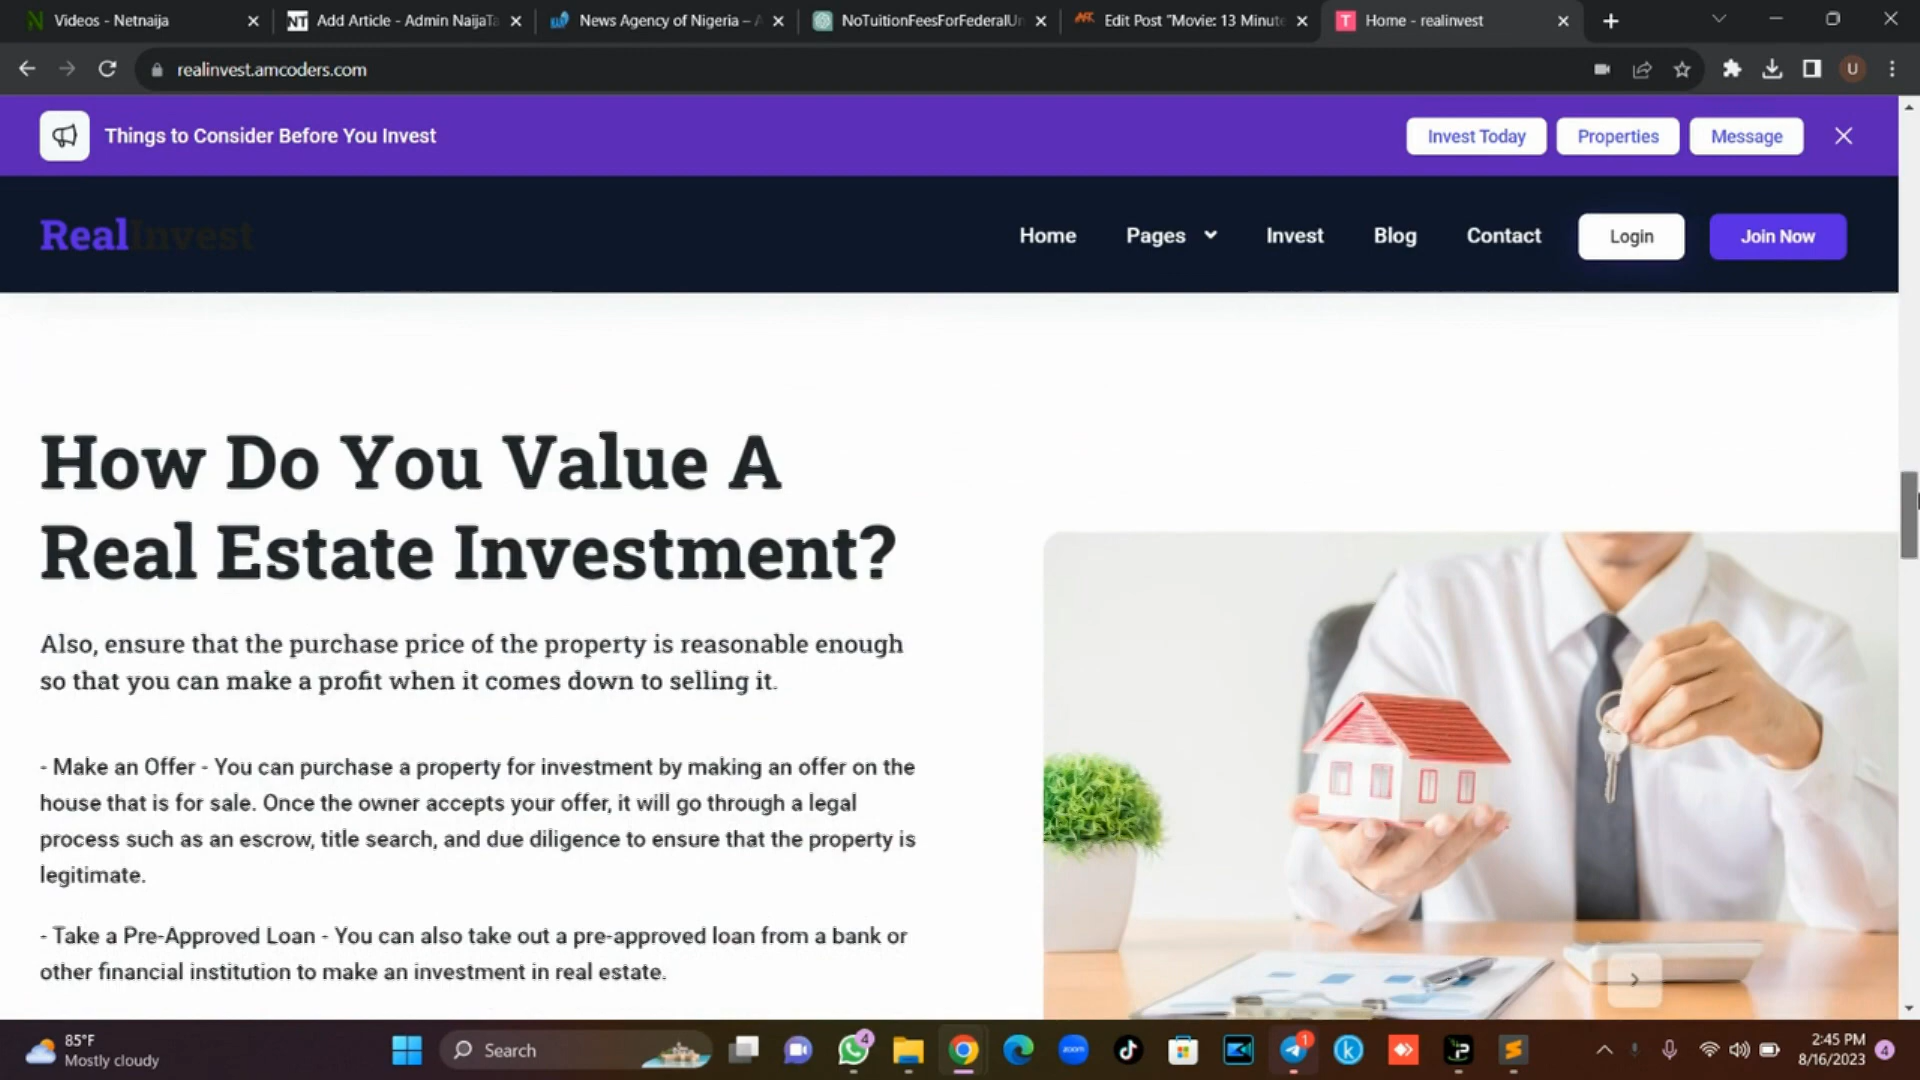 Videos - Netnaija
Add Article - Admin NaijaTa
News Agency of Nigeria –
NoTuitionFeesForFederalUn
Edit Post "Movie: 13 Minute
Home - realinvest
realinvest.amcoders.com
U
Things to Consider Before You Invest
Invest Today
Properties
Message
RealInvest
Home
Pages
Invest
Blog
Contact
Login
Join Now
How Do You Value A
Real Estate Investment?
Also, ensure that the purchase price of the property is reasonable enough
so that you can make a profit when it comes down to selling it.
- Make an Offer - You can purchase a property for investment by making an offer on the
house that is for sale. Once the owner accepts your offer, it will go through a legal
process such as an escrow, title search, and due diligence to ensure that the property is
legitimate.
- Take a Pre-Approved Loan - You can also take out a pre-approved loan from a bank or
other financial institution to make an investment in real estate.
85°F
Mostly cloudy
Search
4
zoom
1
2:45 PM
8/16/2023
4